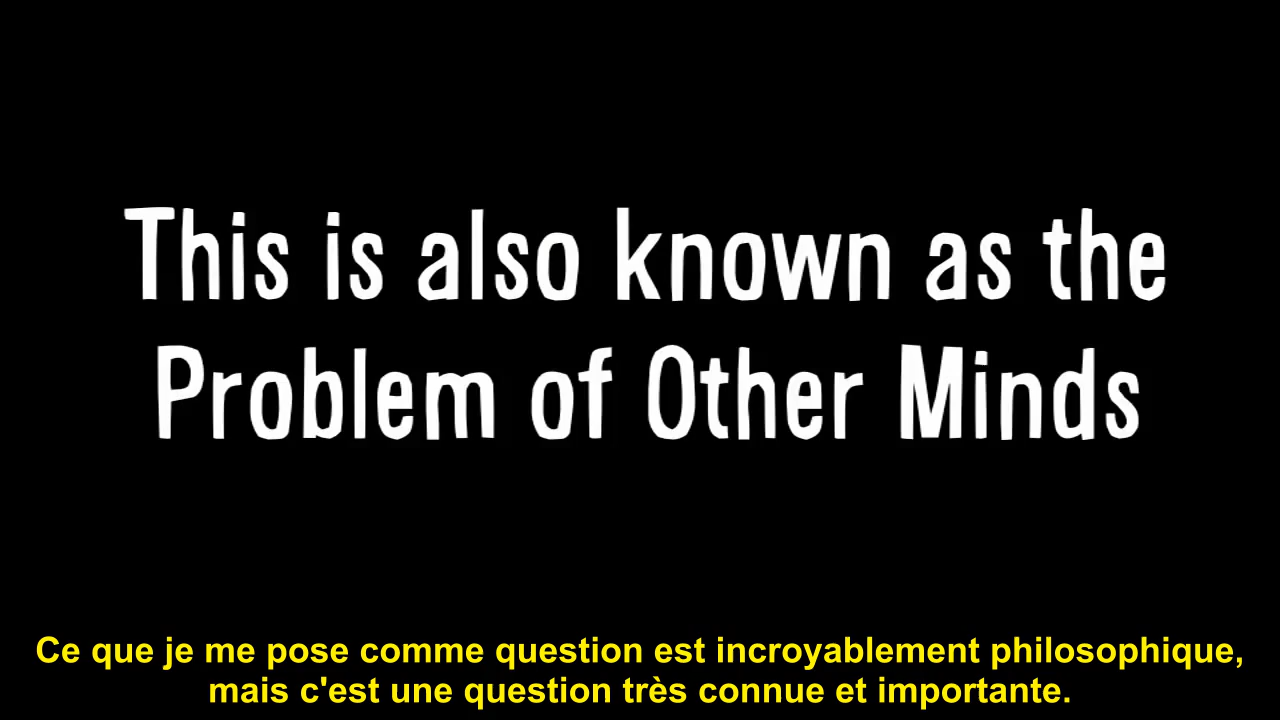 This is also known as the
Problem of Other Minds
Ce que je me pose comme question est incroyablement philosophique,
mais c'est une question très connue et importante.